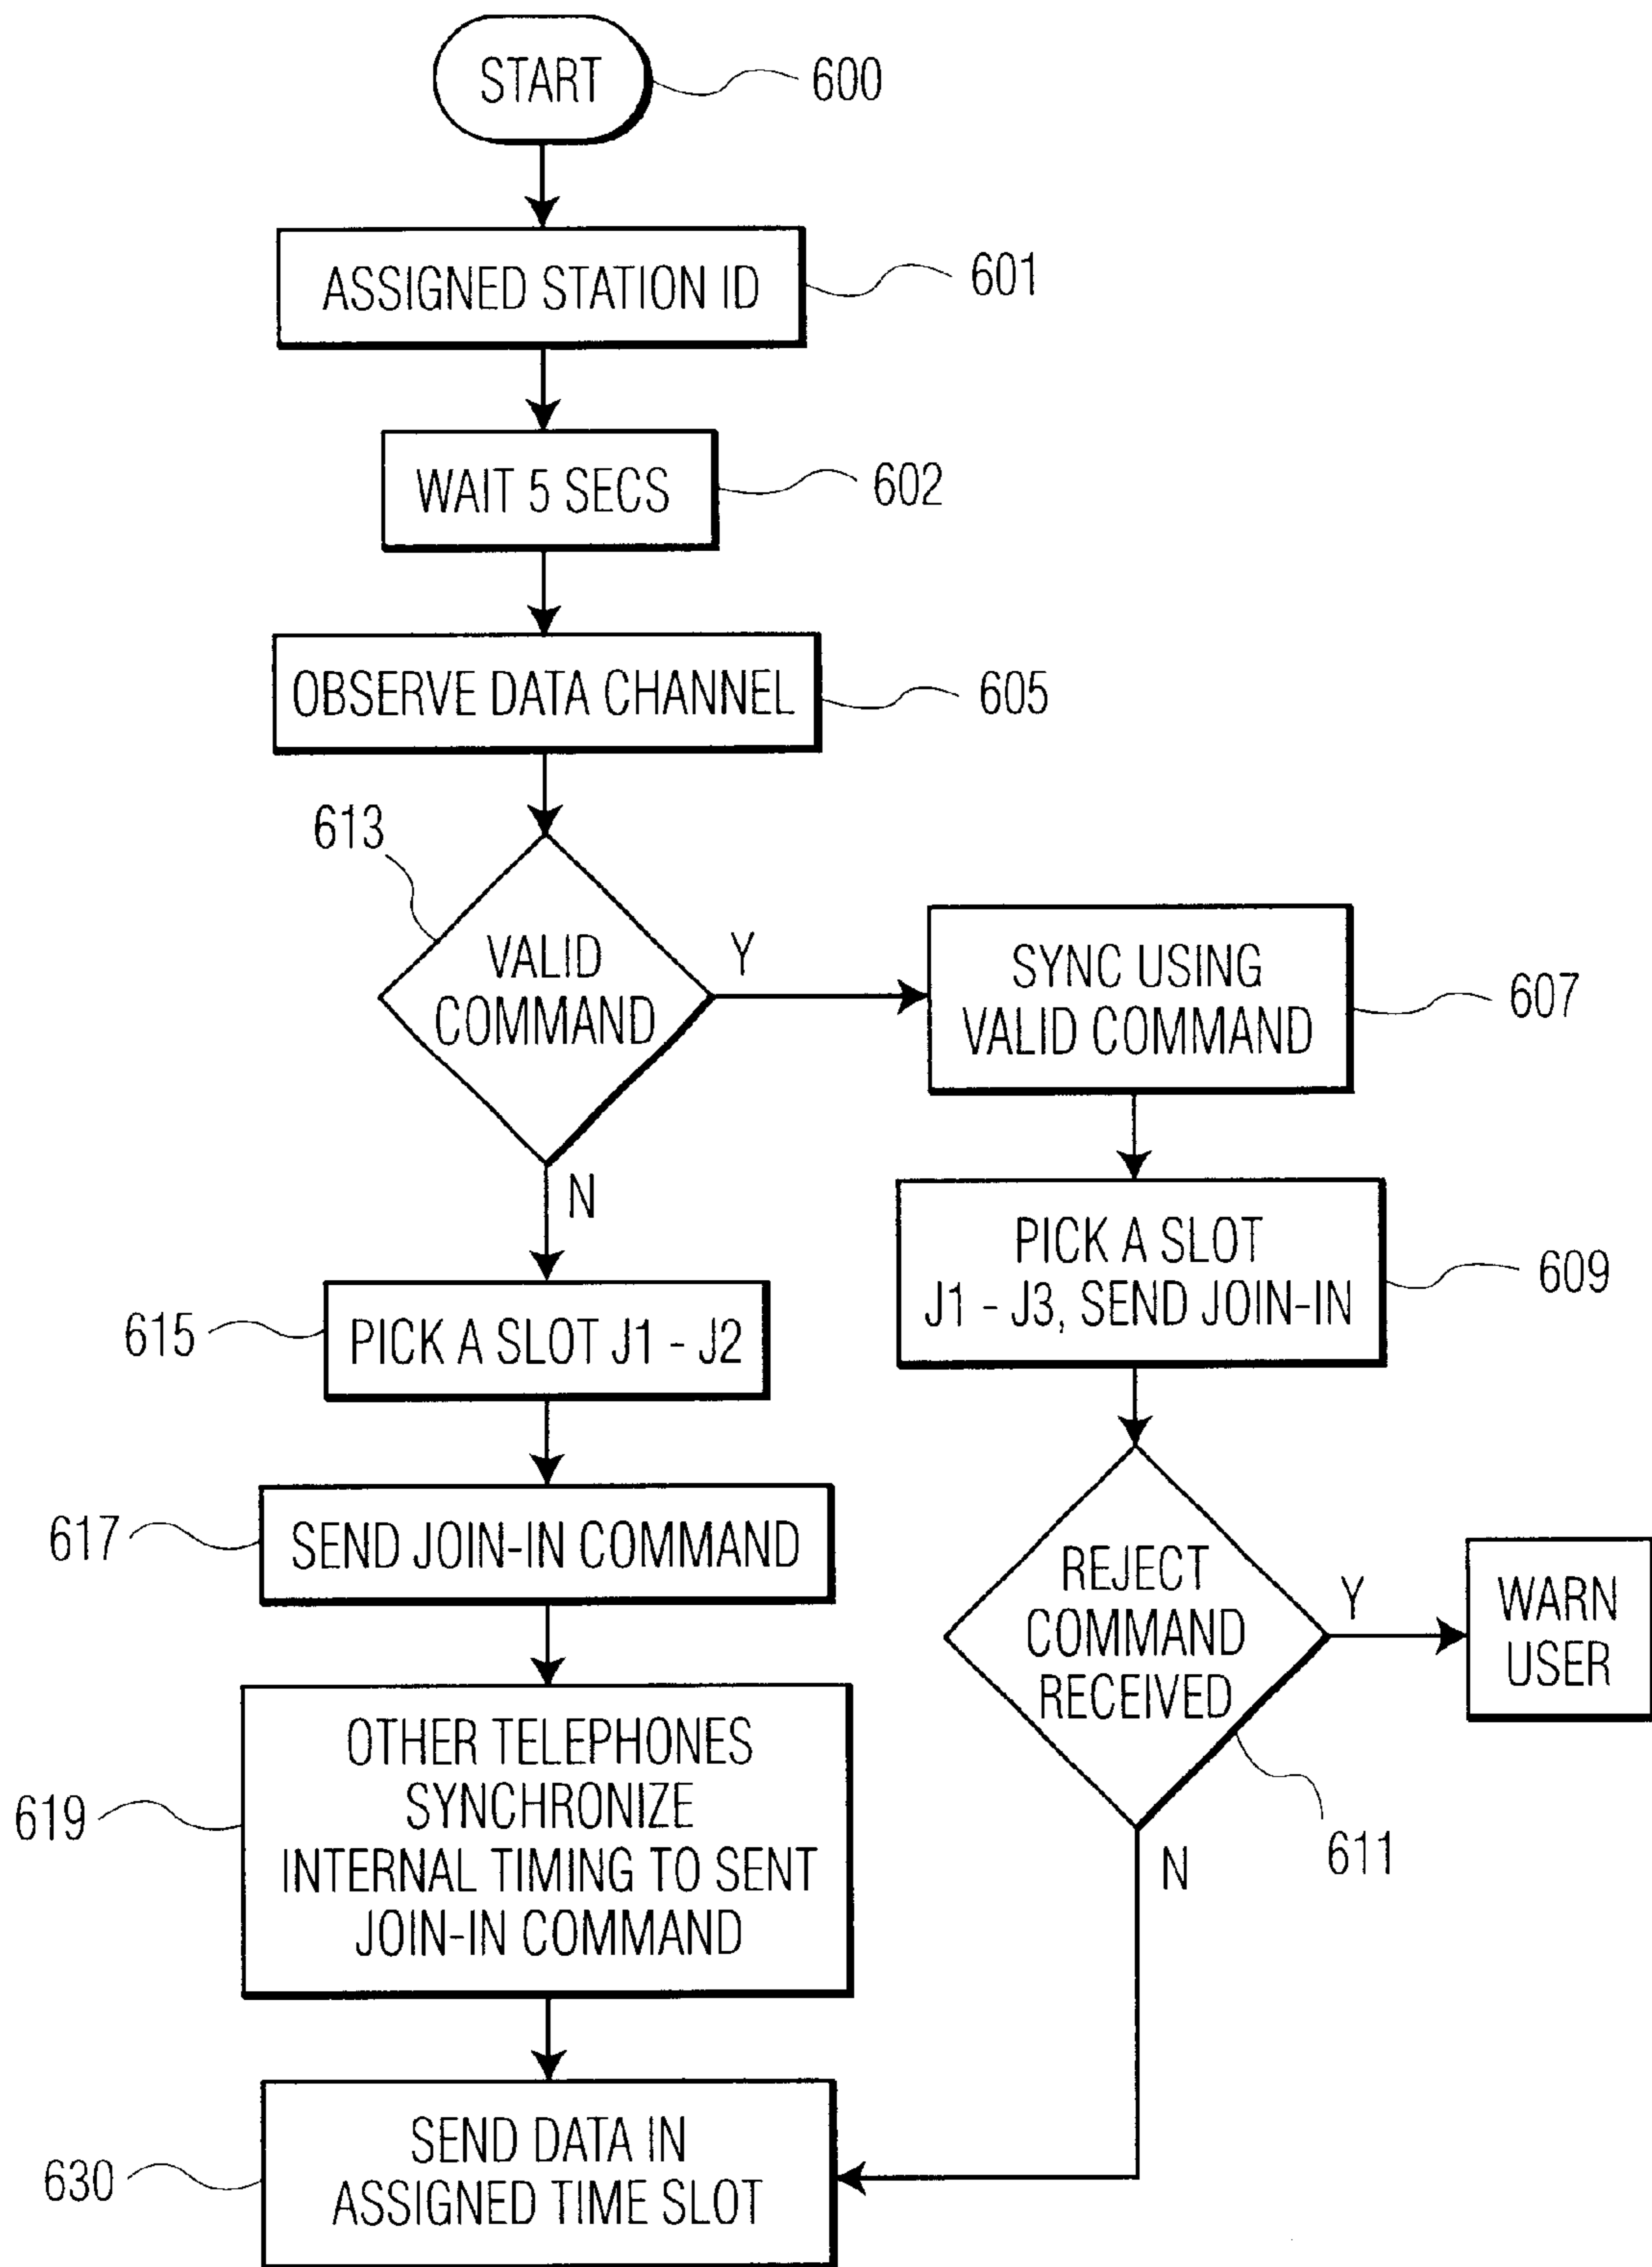 START
600
ASSIGNED STATION ID
601
WAIT 5 SECS
602
OBSERVE DATA CHANNEL
605
613
VALID
COMMAND
Y
N
SYNC USING
VALID COMMAND
607
PICK A SLOT
J1 - J3, SEND JOIN-IN
609
615
PICK A SLOT J1 - J2
617
SEND JOIN-IN COMMAND
REJECT
COMMAND
RECEIVED
Y
N
611
WARN
USER
619
OTHER TELEPHONES
SYNCHRONIZE
INTERNAL TIMING TO SENT
JOIN-IN COMMAND
630
SEND DATA IN
ASSIGNED TIME SLOT